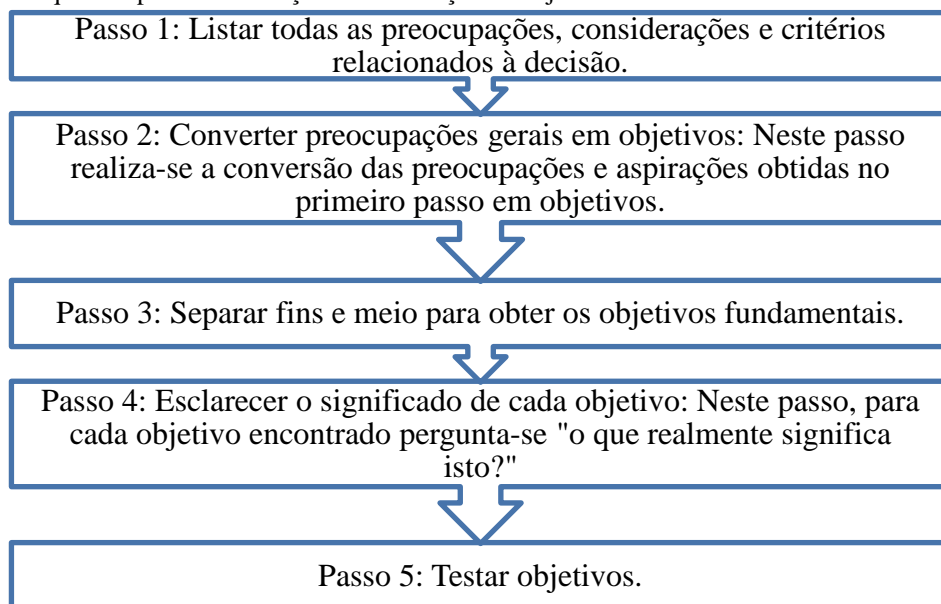 Passo 1: Listar todas as preocupações, considerações e critérios
relacionados à decisão.
Passo 2: Converter preocupações gerais em objetivos: Neste passo
realiza-se a conversão das preocupações e aspirações obtidas no
primeiro passo em objetivos.
Passo 3: Separar fins e meio para obter os objetivos fundamentais.
Passo 4: Esclarecer o significado de cada objetivo: Neste passo, para
cada objetivo encontrado pergunta-se "o que realmente significa
isto?"
Passo 5: Testar objetivos.